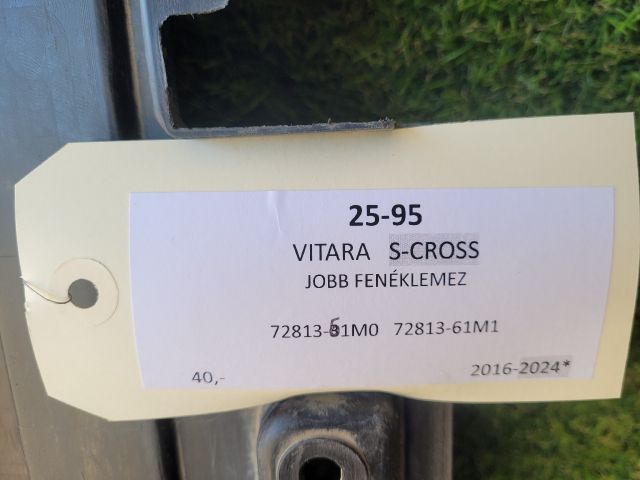 25-95
VITARA S-CROSS
JOBB FENÉKLEMEZ
72813-61M0 72813-61M1
40,-
2016-2024*